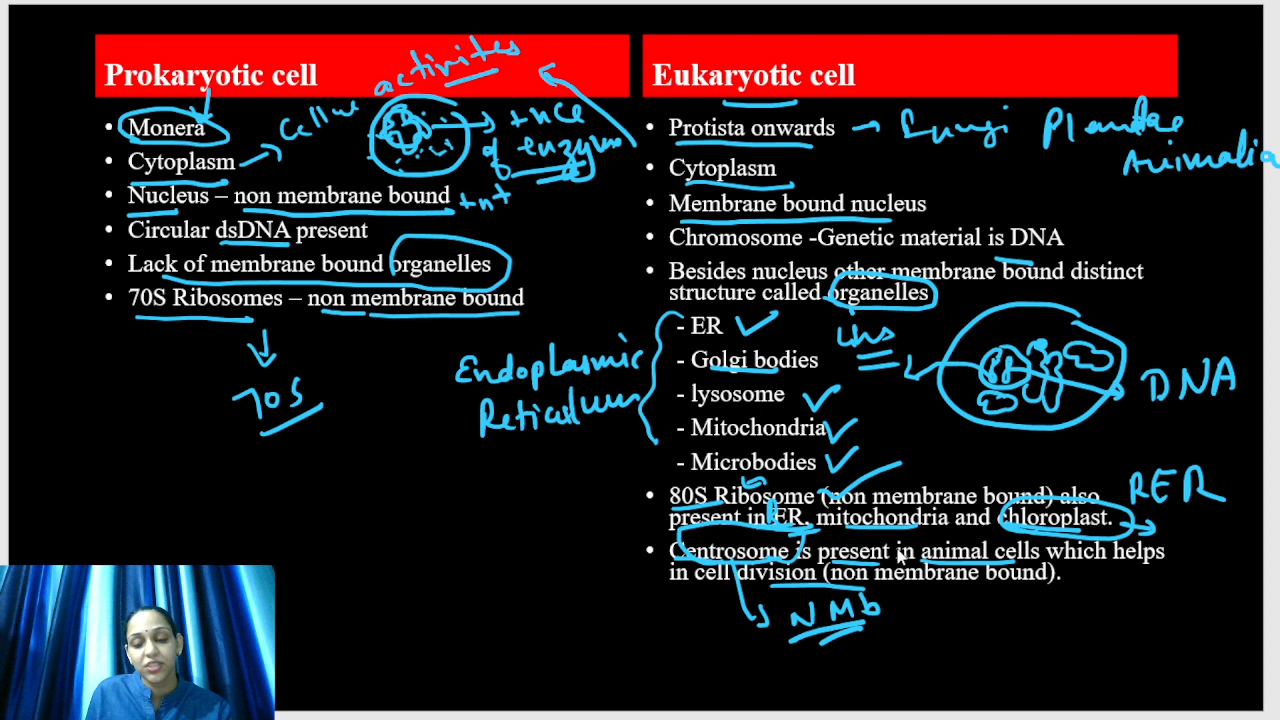 Prokaryotic cell
activites
• Monera
Cellular
• Cytoplasm
• Nucleus – non membrane bound
of enzymes
• Circular dsDNA present
• Lack of membrane bound organelles
• 70S Ribosomes – non membrane bound
70S
Eukaryotic cell
• Protista onwards
Fungi Plantae
Animalia
• Cytoplasm
• Membrane bound nucleus
• Chromosome -Genetic material is DNA
• Besides nucleus other membrane bound distinct
structure called organelles
- ER
- Golgi bodies
- lysosome
- Mitochondria
- Microbodies
Endoplasmic
Reticulum
DNA
• 80S Ribosome (non membrane bound) also
present in ER, mitochondria and chloroplast.
RER
• Centrosome is present in animal cells which helps
in cell division (non membrane bound).
NMb